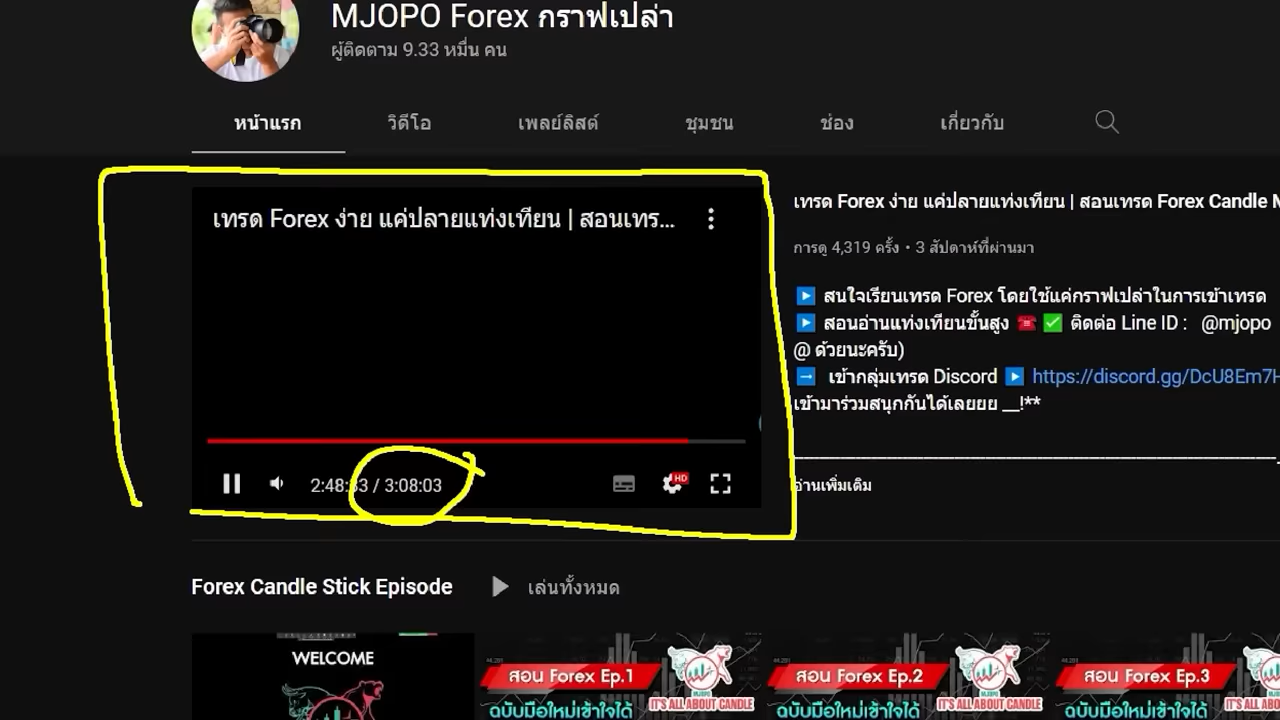 MJOPO Forex กราฟเปล่า
ผู้ติดตาม 9.33 หมื่น คน
หน้าแรก วิดีโอ เพลย์ลิสต์ ชุมชน ช่อง เกี่ยวกับ
เทรด Forex ง่าย แค่ปลายแท่งเทียน | สอนเทร...
เทรด Forex ง่าย แค่ปลายแท่งเทียน | สอนเทรด Forex Candle M
การดู 4,319 ครั้ง • 3 สัปดาห์ที่ผ่านมา
สนใจเรียนเทรด Forex โดยใช้แค่กราฟเปล่าในการเข้าเทรด
สอนอ่านแท่งเทียนขั้นสูง ☎️ ✅ ติดต่อ Line ID : @mjopo
@ ด้วยนะครับ)
เข้ากลุ่มเทรด Discord ▶️ https://discord.gg/DcU8Em7H
เข้ามาร่วมสนุกกันได้เลยยย __!**
อ่านเพิ่มเติม
2:48:33 / 3:08:03
HD
Forex Candle Stick Episode เล่นทั้งหมด
WELCOME
สอน Forex Ep.1
MJOPO
IT'S ALL ABOUT CANDLE
ฉบับมือใหม่เข้าใจได้
สอน Forex Ep.2
MJOPO
IT'S ALL ABOUT CANDLE
ฉบับมือใหม่เข้าใจได้
สอน Forex Ep.3
IT'S ALL
ฉบับมือใหม่เข้าใจได้